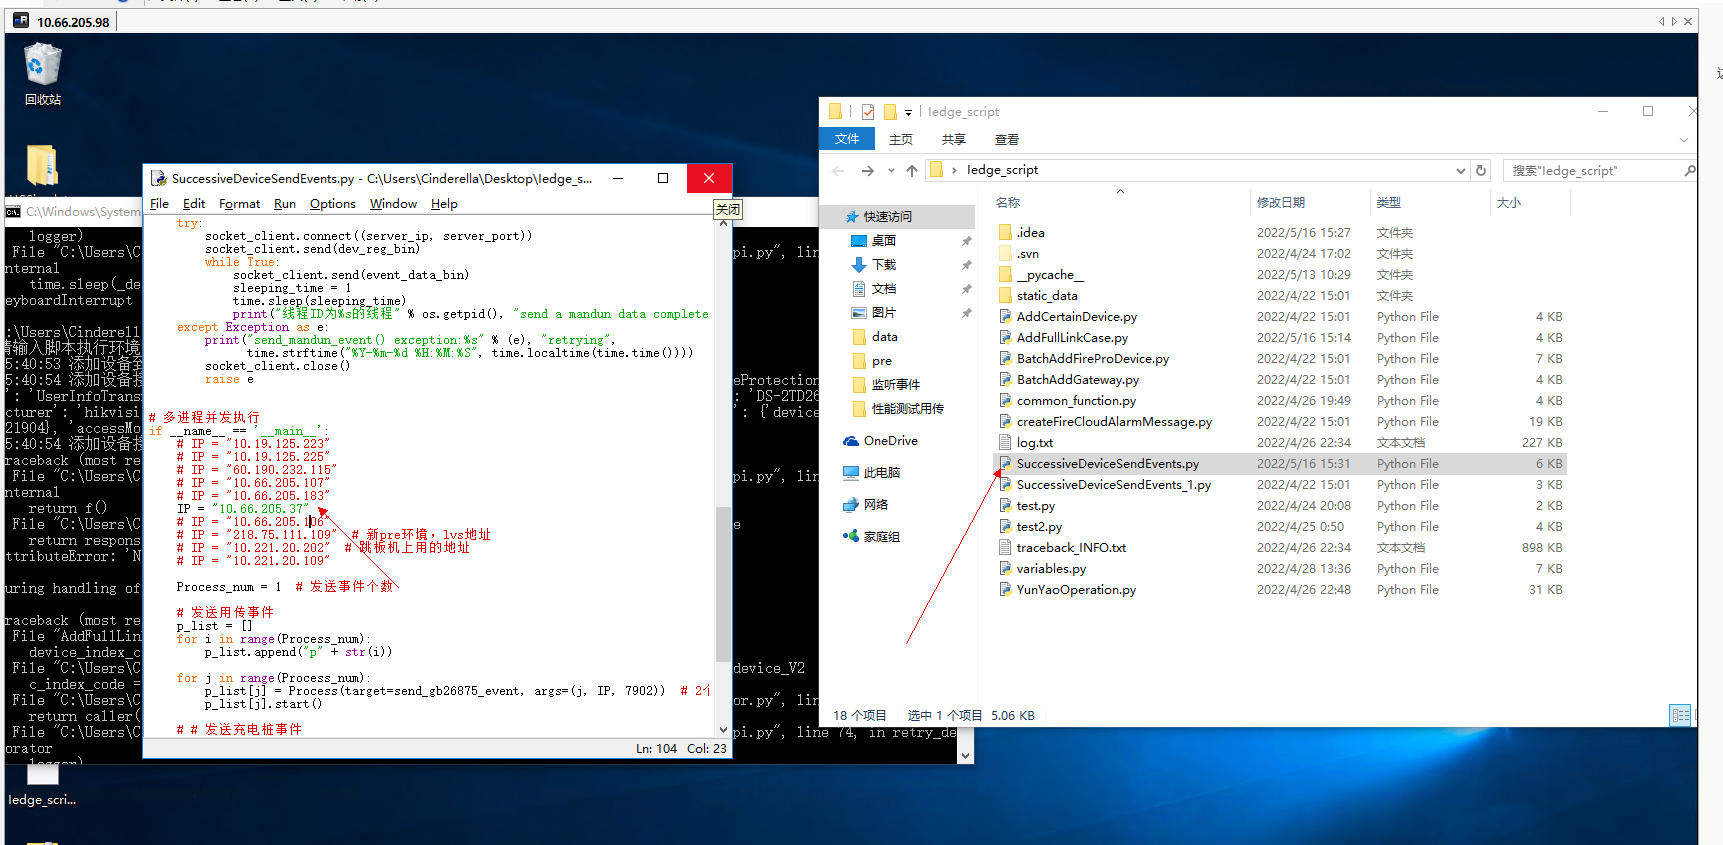 10.66.205.98
回收站
SuccessiveDeviceSendEvents.py - C:\Users\Cinderella\Desktop\Iedge_s...
File Edit Format Run Options Window Help
关闭
try:
socket_client.connect((server_ip, server_port))
socket_client.send(dev_reg_bin)
while True:
socket_client.send(event_data_bin)
sleeping_time = 1
time.sleep(sleeping_time)
print("线程ID为%s的线程" % os.getpid(), "send a mandun data complete
except Exception as e:
print("send_mandun_event() exception:%s" % (e), "retrying",
time.strftime("%Y-%m-%d %H:%M:%S", time.localtime(time.time())))
socket_client.close()
raise e
# 多进程并发执行
if __name__ == '__main__':
# IP = "10.19.125.223"
# IP = "10.19.125.225"
# IP = "60.190.232.115"
# IP = "10.66.205.107"
# IP = "10.66.205.183"
IP = "10.66.205.37"
# IP = "10.66.205.106"
# IP = "218.75.111.109" # 新pre环境，lvs地址
# IP = "10.221.20.202" # 跳板机上用的地址
# IP = "10.221.20.109"
Process_num = 1 # 发送事件个数
# 发送用传事件
p_list = []
for i in range(Process_num):
p_list.append("p" + str(i))
for j in range(Process_num):
p_list[j] = Process(target=send_gb26875_event, args=(j, IP, 7902)) # 2个
p_list[j].start()
# # 发送充电桩事件
Ln: 104 Col: 23
C:\Windows\System
logger)
File "C:\Users\C
pi.py", lin
nternal
time.sleep(_de
eyboardInterrupt
:\Users\Cinderell
请输入脚本执行环境
5:40:53 添加设备到
5:40:54 添加设备接
eProtection
': 'UserInfoTrans
: 'DS-2TD26
cturer': 'hikvisi
': {'device
21904}, 'accessMo
5:40:54 添加设备接
raceback (most re
File "C:\Users\C
pi.py", lin
nternal
return f()
File "C:\Users\C
e
return respons
ttributeError: 'N
uring handling of
raceback (most re
File "AddFullLin
device_index_c
File "C:\Users\C
device_V2
c_index_code =
File "C:\Users\C
or.py", lin
return caller(
File "C:\Users\C
pi.py", line 74, in retry_de
orator
logger)
Iedge_scri...
Iedge_script
文件 主页 共享 查看
Iedge_script
搜索"Iedge_script"
快速访问
桌面
下载
文档
图片
data
pre
监听事件
性能测试用传
OneDrive
此电脑
网络
家庭组
名称 修改日期 类型 大小
.idea 2022/5/16 15:27 文件夹
.svn 2022/4/24 17:02 文件夹
__pycache__ 2022/5/13 10:29 文件夹
static_data 2022/4/22 15:01 文件夹
AddCertainDevice.py 2022/4/22 15:01 Python File 4 KB
AddFullLinkCase.py 2022/5/16 15:14 Python File 4 KB
BatchAddFireProDevice.py 2022/4/22 15:01 Python File 7 KB
BatchAddGateway.py 2022/4/22 15:01 Python File 4 KB
common_function.py 2022/4/26 19:49 Python File 4 KB
createFireCloudAlarmMessage.py 2022/4/22 15:01 Python File 19 KB
log.txt 2022/4/26 22:34 文本文档 227 KB
SuccessiveDeviceSendEvents.py 2022/5/16 15:31 Python File 6 KB
SuccessiveDeviceSendEvents_1.py 2022/4/22 15:01 Python File 3 KB
test.py 2022/4/24 20:08 Python File 2 KB
test2.py 2022/4/25 0:50 Python File 4 KB
traceback_INFO.txt 2022/4/26 22:34 文本文档 898 KB
variables.py 2022/4/28 13:36 Python File 7 KB
YunYaoOperation.py 2022/4/26 22:48 Python File 31 KB
18 个项目 选中 1 个项目 5.06 KB